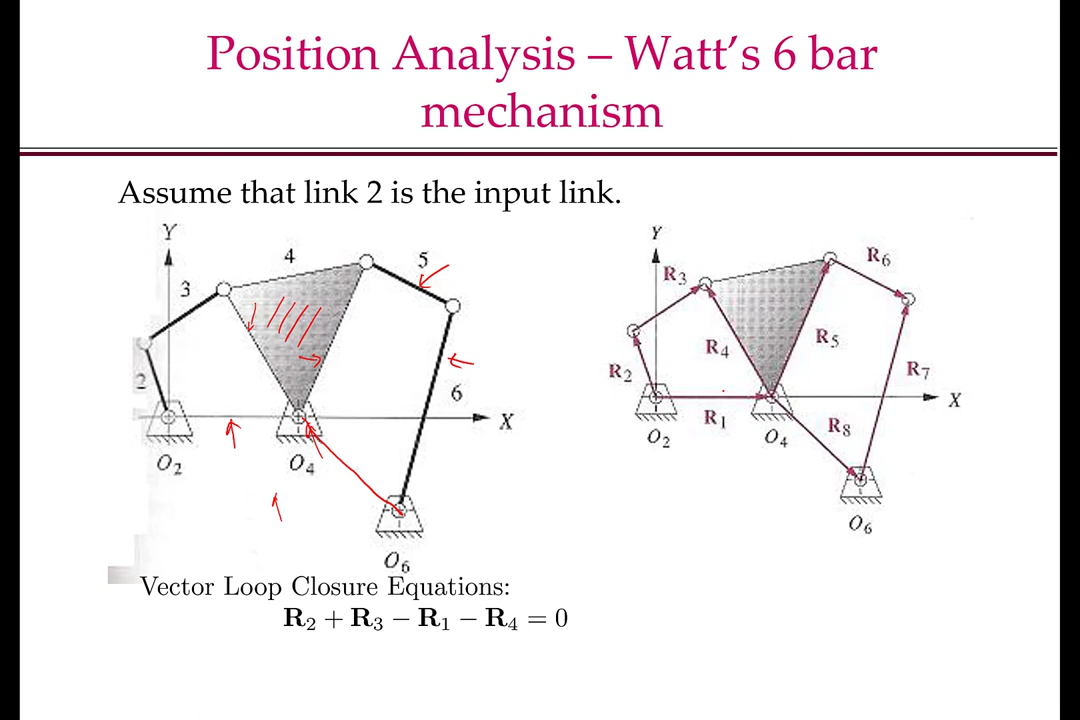 Position Analysis – Watt's 6 bar
mechanism
Assume that link 2 is the input link.
Y
4
5
3
2
6
X
O2
O4
O6
Y
R3
R6
R4
R5
R2
R7
X
R1
R8
O2
O4
O6
Vector Loop Closure Equations:
R₂ + R₃ − R₁ − R₄ = 0